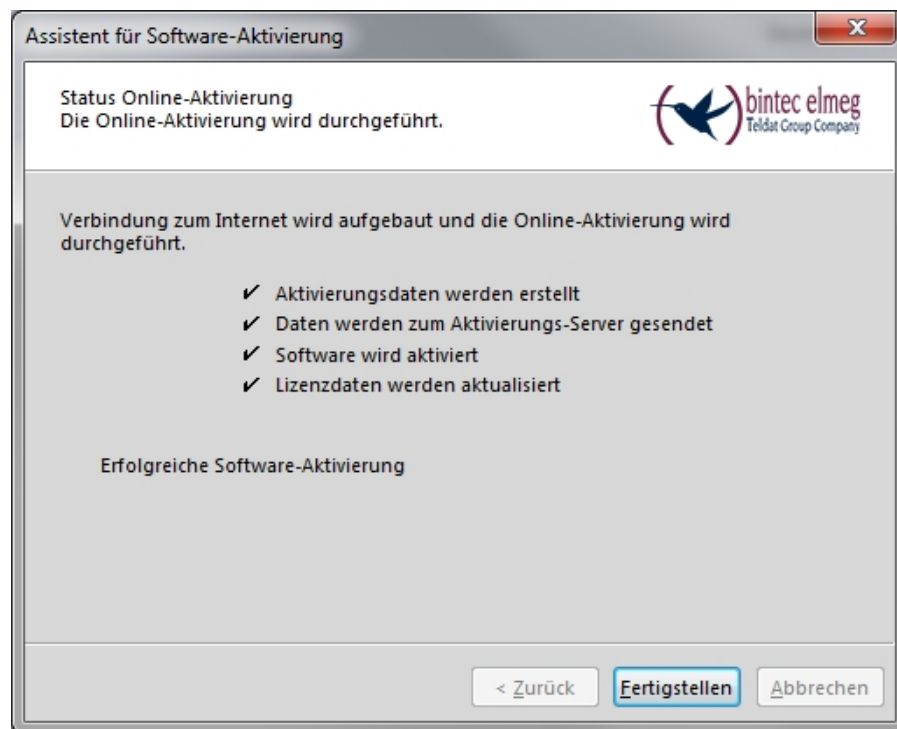 Assistent für Software-Aktivierung
Status Online-Aktivierung
Die Online-Aktivierung wird durchgeführt.
bintec elmeg
Teldat Group Company
Verbindung zum Internet wird aufgebaut und die Online-Aktivierung wird
durchgeführt.
✔ Aktivierungsdaten werden erstellt
✔ Daten werden zum Aktivierungs-Server gesendet
✔ Software wird aktiviert
✔ Lizenzdaten werden aktualisiert
Erfolgreiche Software-Aktivierung
< Zurück Fertigstellen Abbrechen